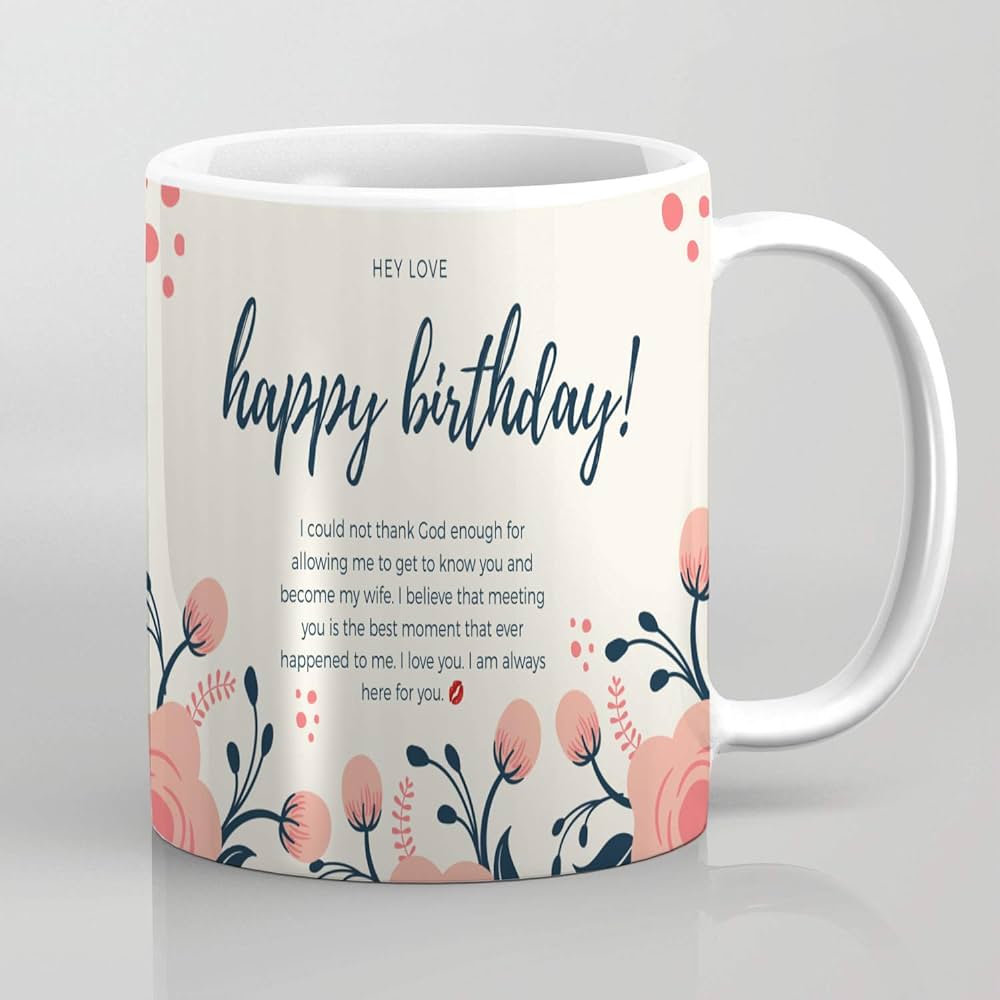 HEY LOVE
happy birthday!
I could not thank God enough for
allowing me to get to know you and
become my wife. I believe that meeting
you is the best moment that ever
happened to me. I love you. I am always
here for you. 💋